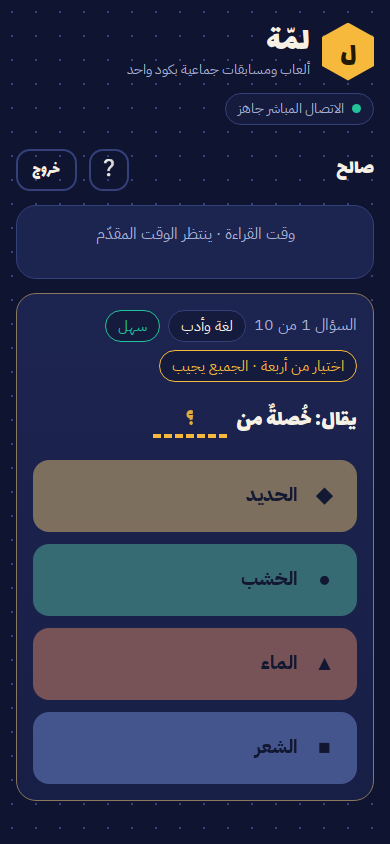 ل
لمّة
ألعاب ومسابقات جماعية بكود واحد
الاتصال المباشر جاهز
صالح
?
خروج
وقت القراءة · ينتظر الوقت المقدّم
السؤال 1 من 10
لغة وأدب
سهل
اختيار من أربعة · الجميع يجيب
يقال: خُصلةٌ من ؟
الحديد
الخشب
الماء
الشعر